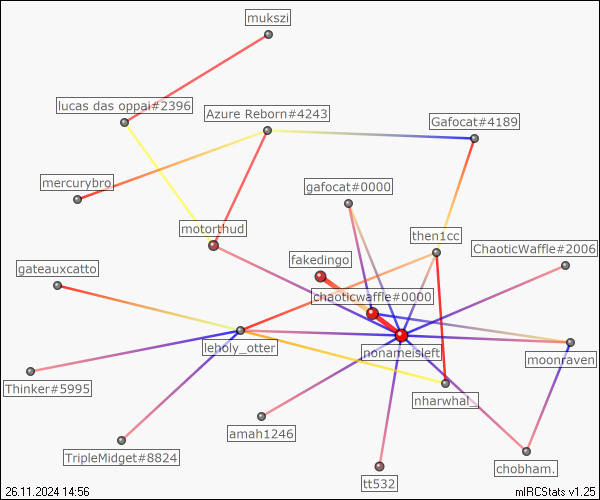 mukszi
lucas das oppai#2396
Azure Reborn#4243
Gafocat#4189
mercurybro
gafocat#0000
motorthud
then1cc
ChaoticWaffle#2006
fakedingo
gateauxcatto
chaoticwaffle#0000
leholy_otter
nonameisleft
moonraven
Thinker#5995
nharwhal_
amah1246
TripleMidget#8824
chobham.
tt532
26.11.2024 14:56
mIRCStats v1.25